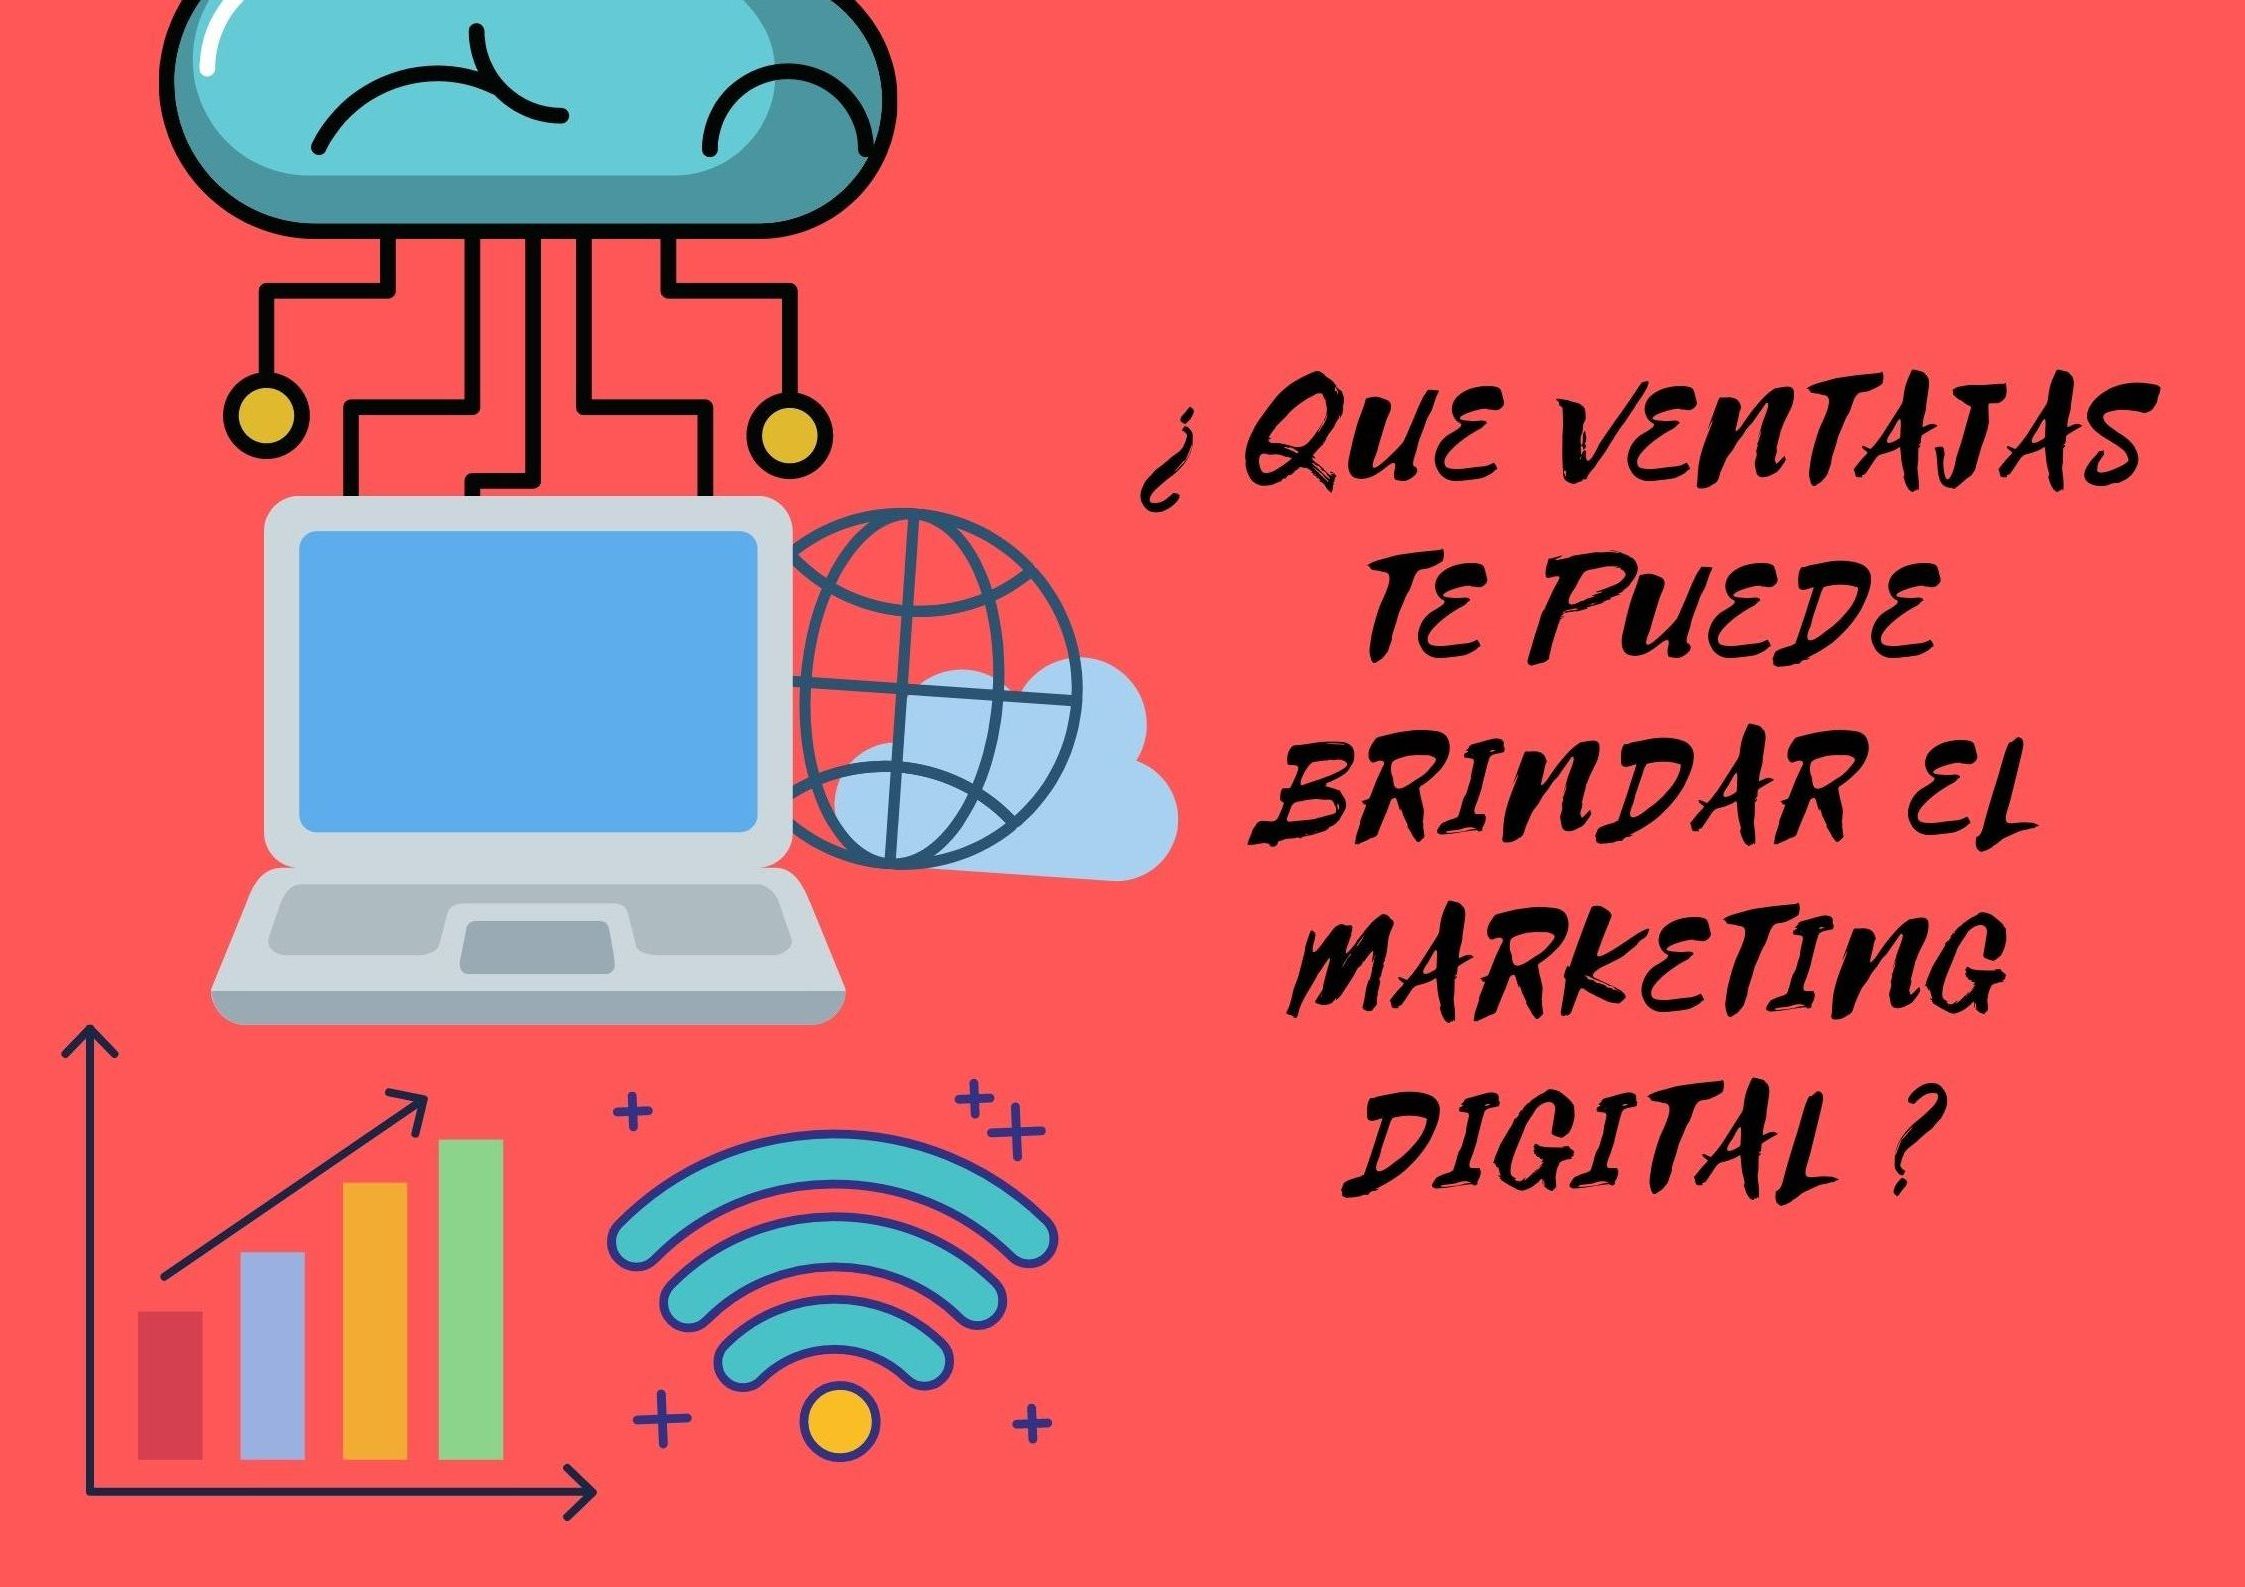 ¿ QUE VENTAJAS
TE PUEDE
BRINDAR EL
MARKETING
DIGITAL ?